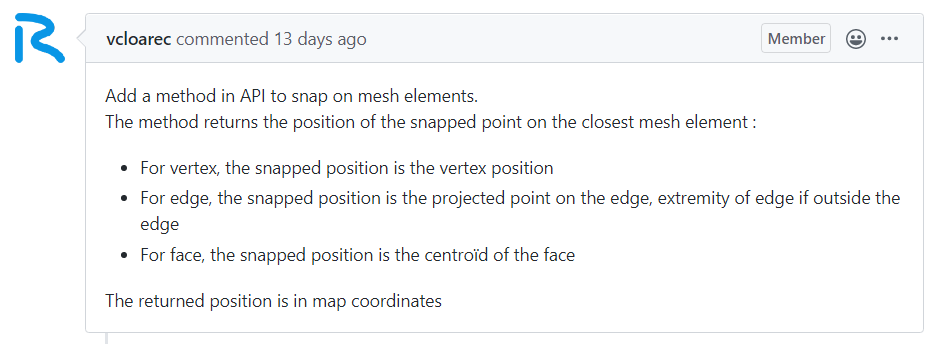 vcloarec commented 13 days ago Member
Add a method in API to snap on mesh elements.
The method returns the position of the snapped point on the closest mesh element :
• For vertex, the snapped position is the vertex position
• For edge, the snapped position is the projected point on the edge, extremity of edge if outside the
edge
• For face, the snapped position is the centroïd of the face
The returned position is in map coordinates